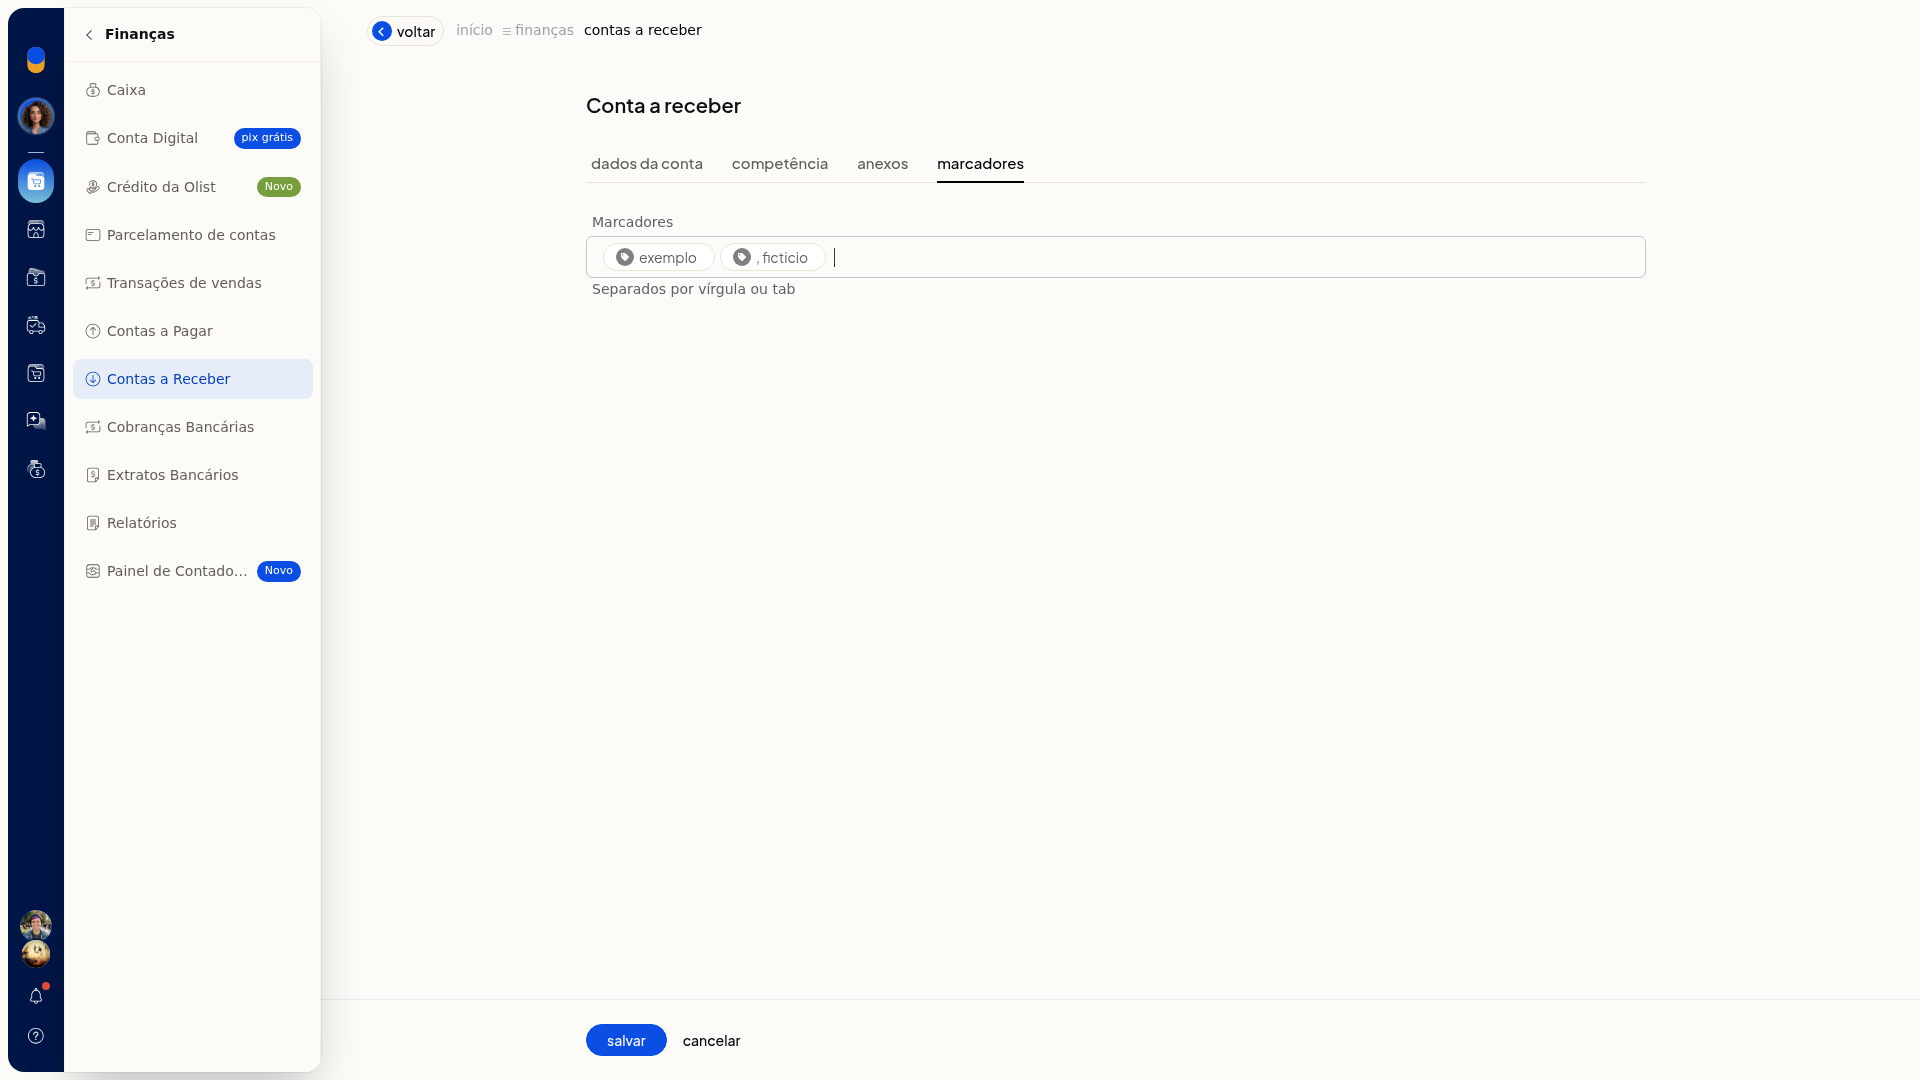 Finanças
Caixa
Conta Digital pix grátis
Crédito da Olist Novo
Parcelamento de contas
Transações de vendas
Contas a Pagar
Contas a Receber
Cobranças Bancárias
Extratos Bancários
Relatórios
Painel de Contado... Novo
voltar início finanças contas a receber
Conta a receber
dados da conta competência anexos marcadores
Marcadores
exemplo , ficticio
Separados por vírgula ou tab
salvar cancelar